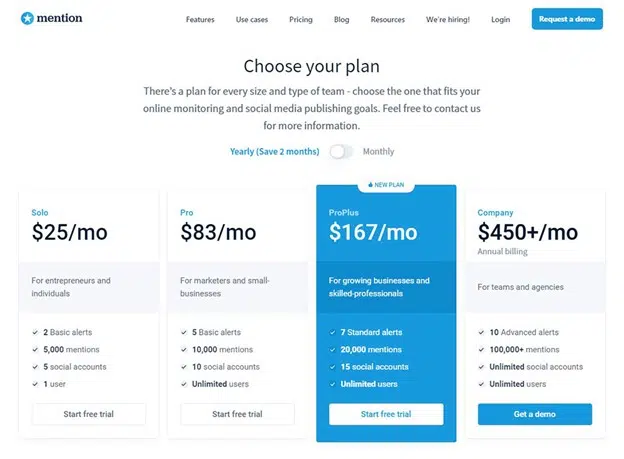 mention
Features
Use cases
Pricing
Blog
Resources
We're hiring!
Login
Request a demo
Choose your plan
There's a plan for every size and type of team - choose the one that fits your
online monitoring and social media publishing goals. Feel free to contact us
for more information.
Yearly (Save 2 months)
Monthly
Solo
$25/mo
For entrepreneurs and
individuals
2 Basic alerts
5,000 mentions
5 social accounts
1 user
Start free trial
Pro
$83/mo
For marketers and small-
businesses
5 Basic alerts
10,000 mentions
10 social accounts
Unlimited users
Start free trial
NEW PLAN
ProPlus
$167/mo
For growing businesses and
skilled-professionals
7 Standard alerts
20,000 mentions
15 social accounts
Unlimited users
Start free trial
Company
$450+/mo
Annual billing
For teams and agencies
10 Advanced alerts
100,000+ mentions
Unlimited social accounts
Unlimited users
Get a demo